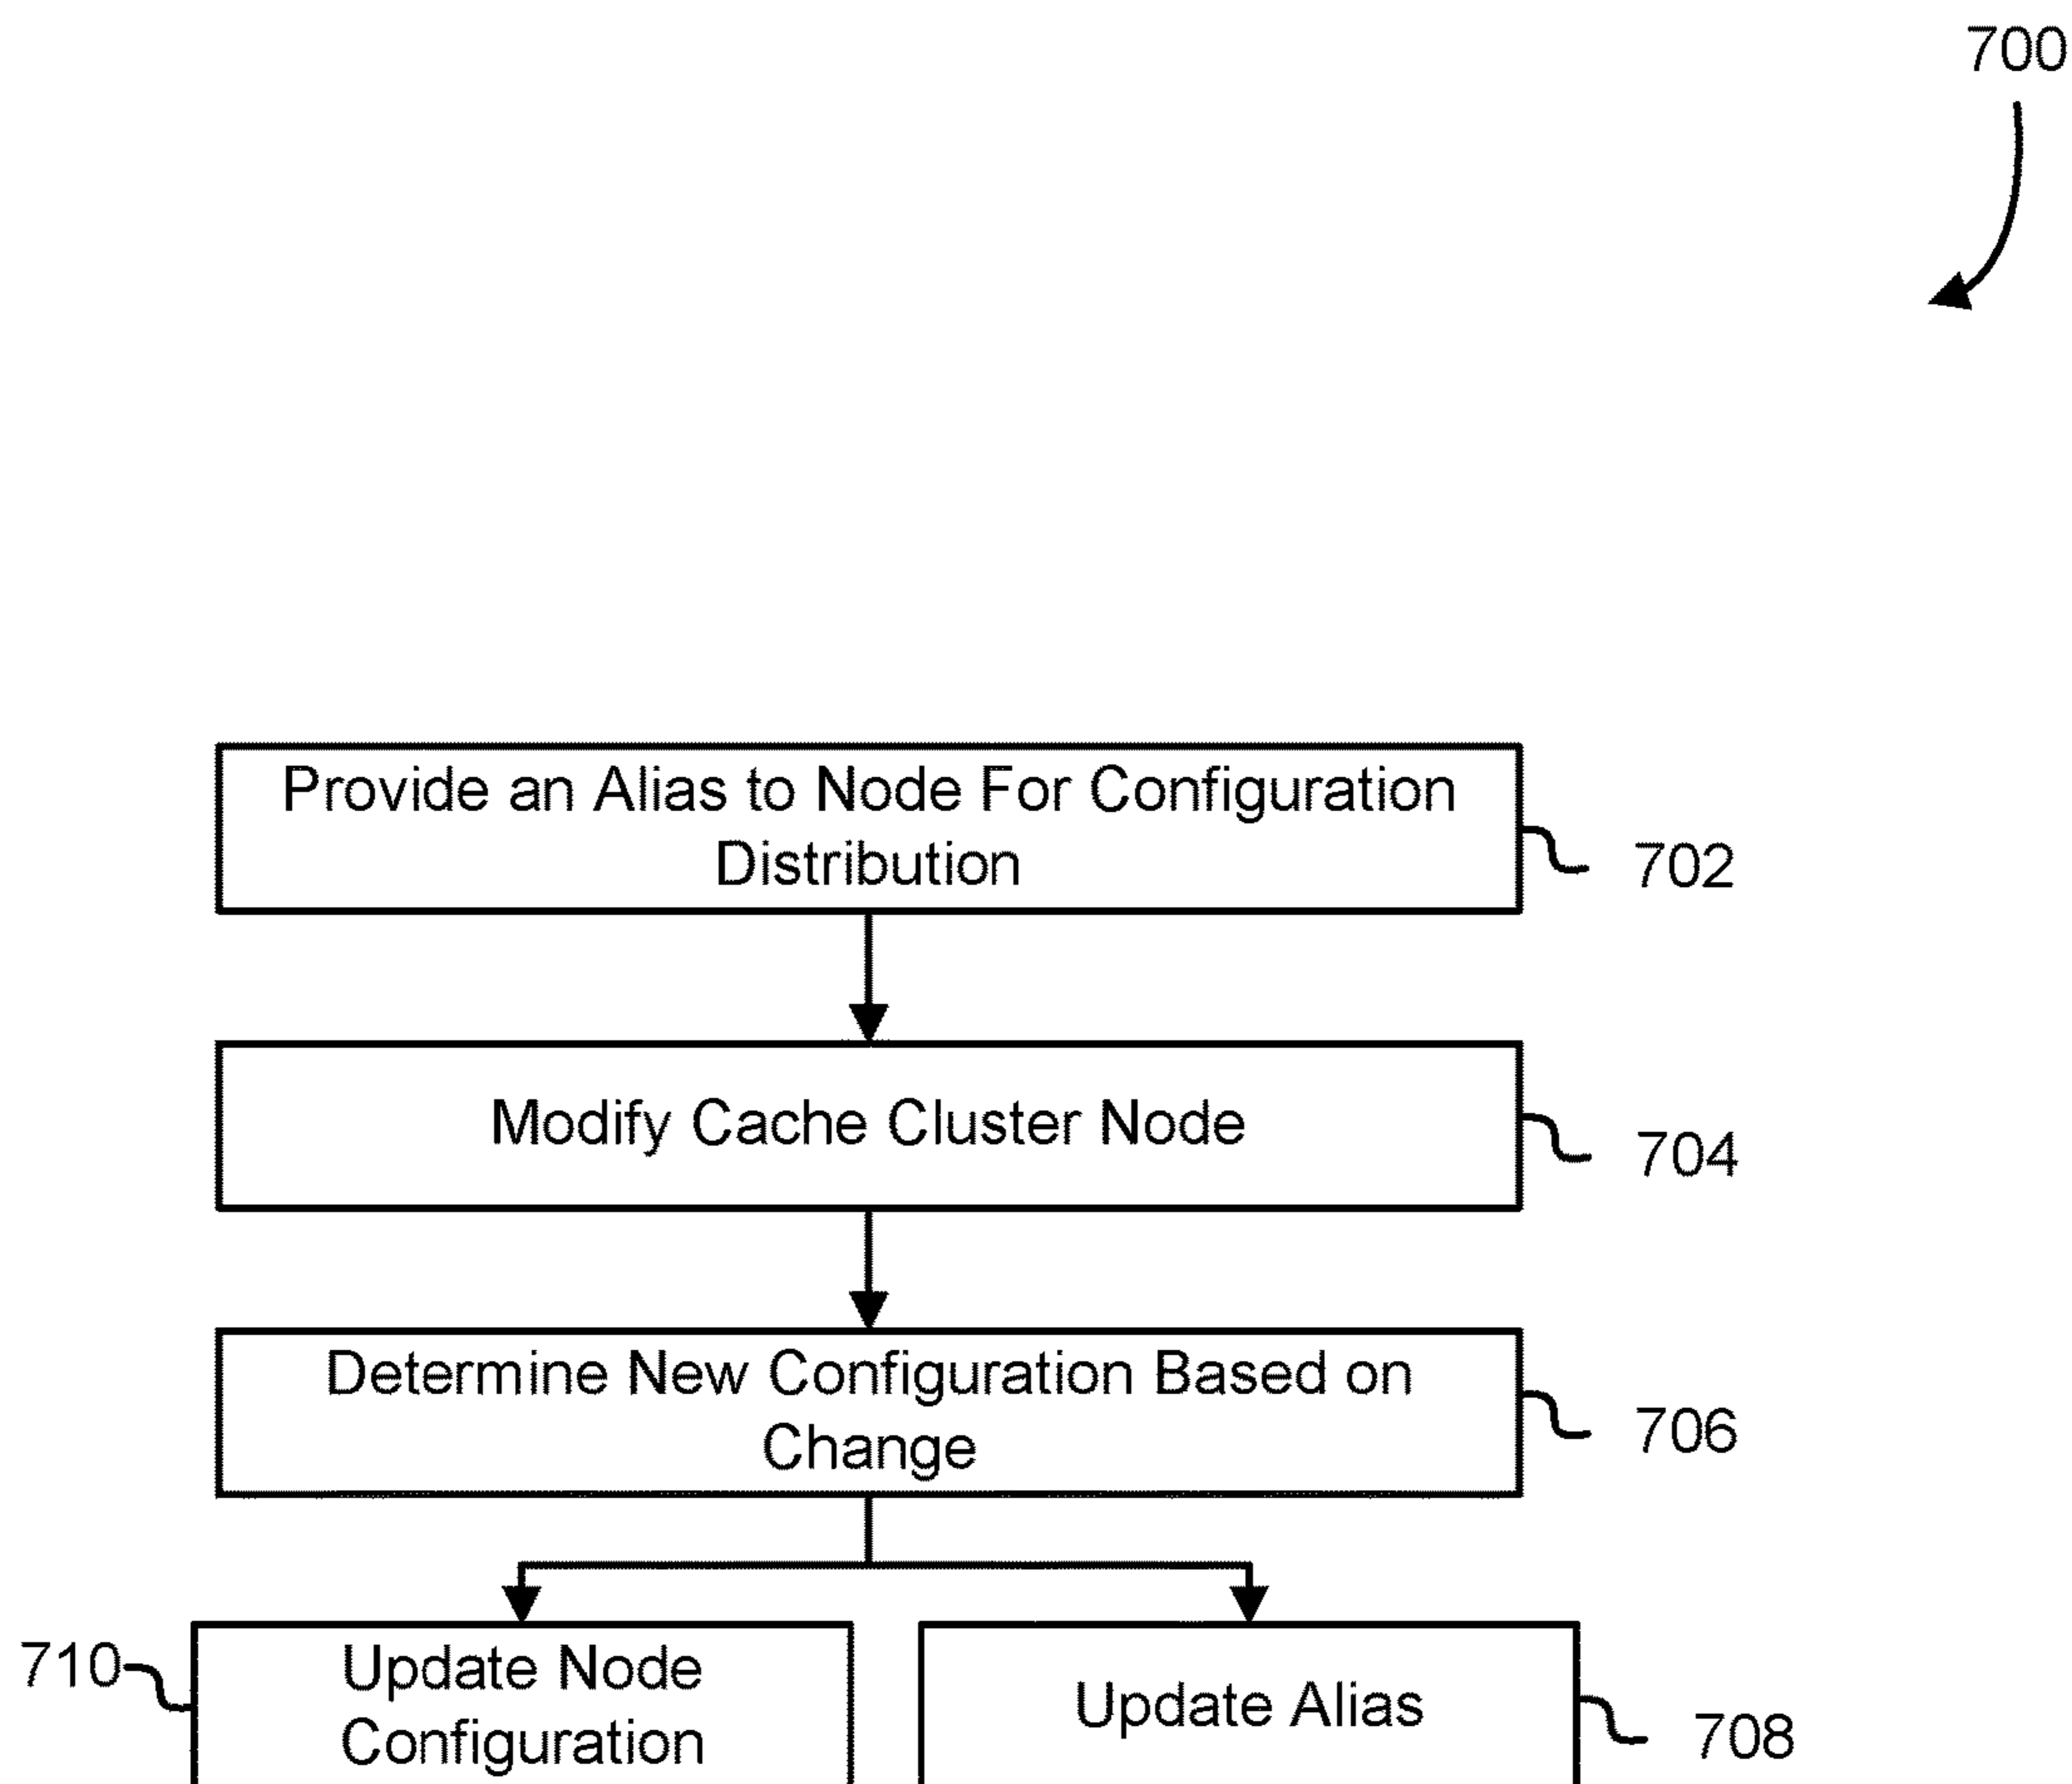 700
Provide an Alias to Node For Configuration
Distribution
702
Modify Cache Cluster Node
704
Determine New Configuration Based on
Change
706
710
Update Node
Configuration
Update Alias
708